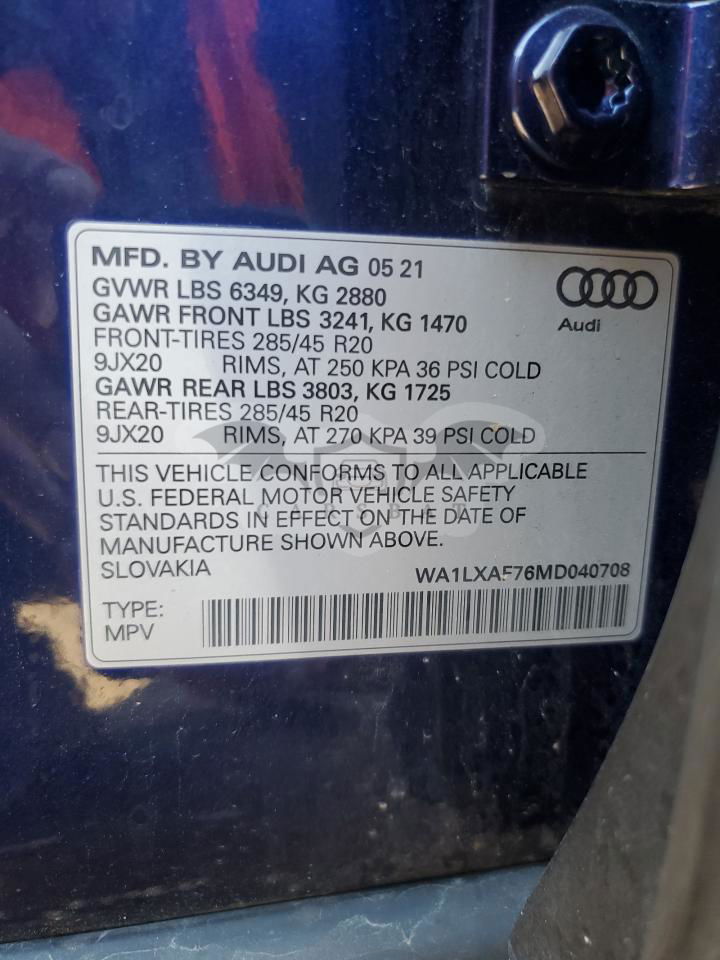 MFD. BY AUDI AG 05 21
GVWR LBS 6349, KG 2880
GAWR FRONT LBS 3241, KG 1470
FRONT-TIRES 285/45 R20
9JX20 RIMS, AT 250 KPA 36 PSI COLD
GAWR REAR LBS 3803, KG 1725
REAR-TIRES 285/45 R20
9JX20 RIMS, AT 270 KPA 39 PSI COLD
Audi
THIS VEHICLE CONFORMS TO ALL APPLICABLE
U.S. FEDERAL MOTOR VEHICLE SAFETY
STANDARDS IN EFFECT ON THE DATE OF
MANUFACTURE SHOWN ABOVE.
SLOVAKIA WA1LXAF76MD040708
TYPE:
MPV
CARSBAT